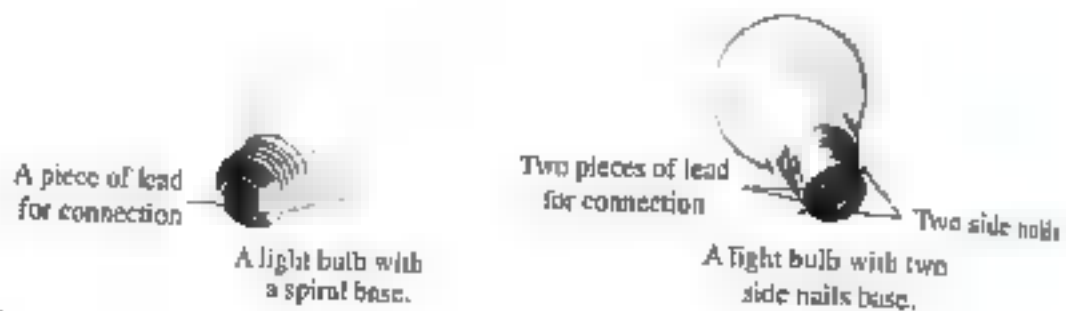 A piece of lead
for connection
A light bulb with
a spiral base.
Two pieces of lead
for connection
Two side nails
A light bulb with two
side nails base.